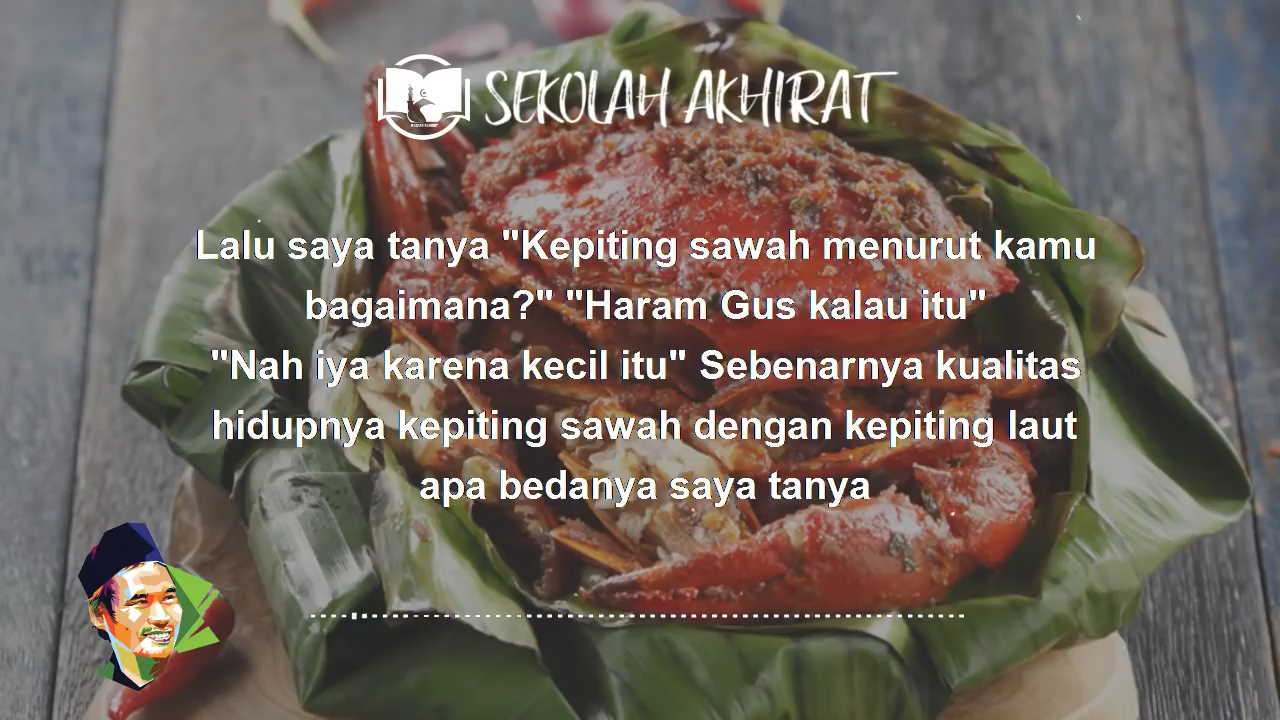 SEKOLAH AKHIRAT
Lalu saya tanya "Kepiting sawah menurut kamu
bagaimana?" "Haram Gus kalau itu"
"Nah iya karena kecil itu" Sebenarnya kualitas
hidupnya kepiting sawah dengan kepiting laut
apa bedanya saya tanya